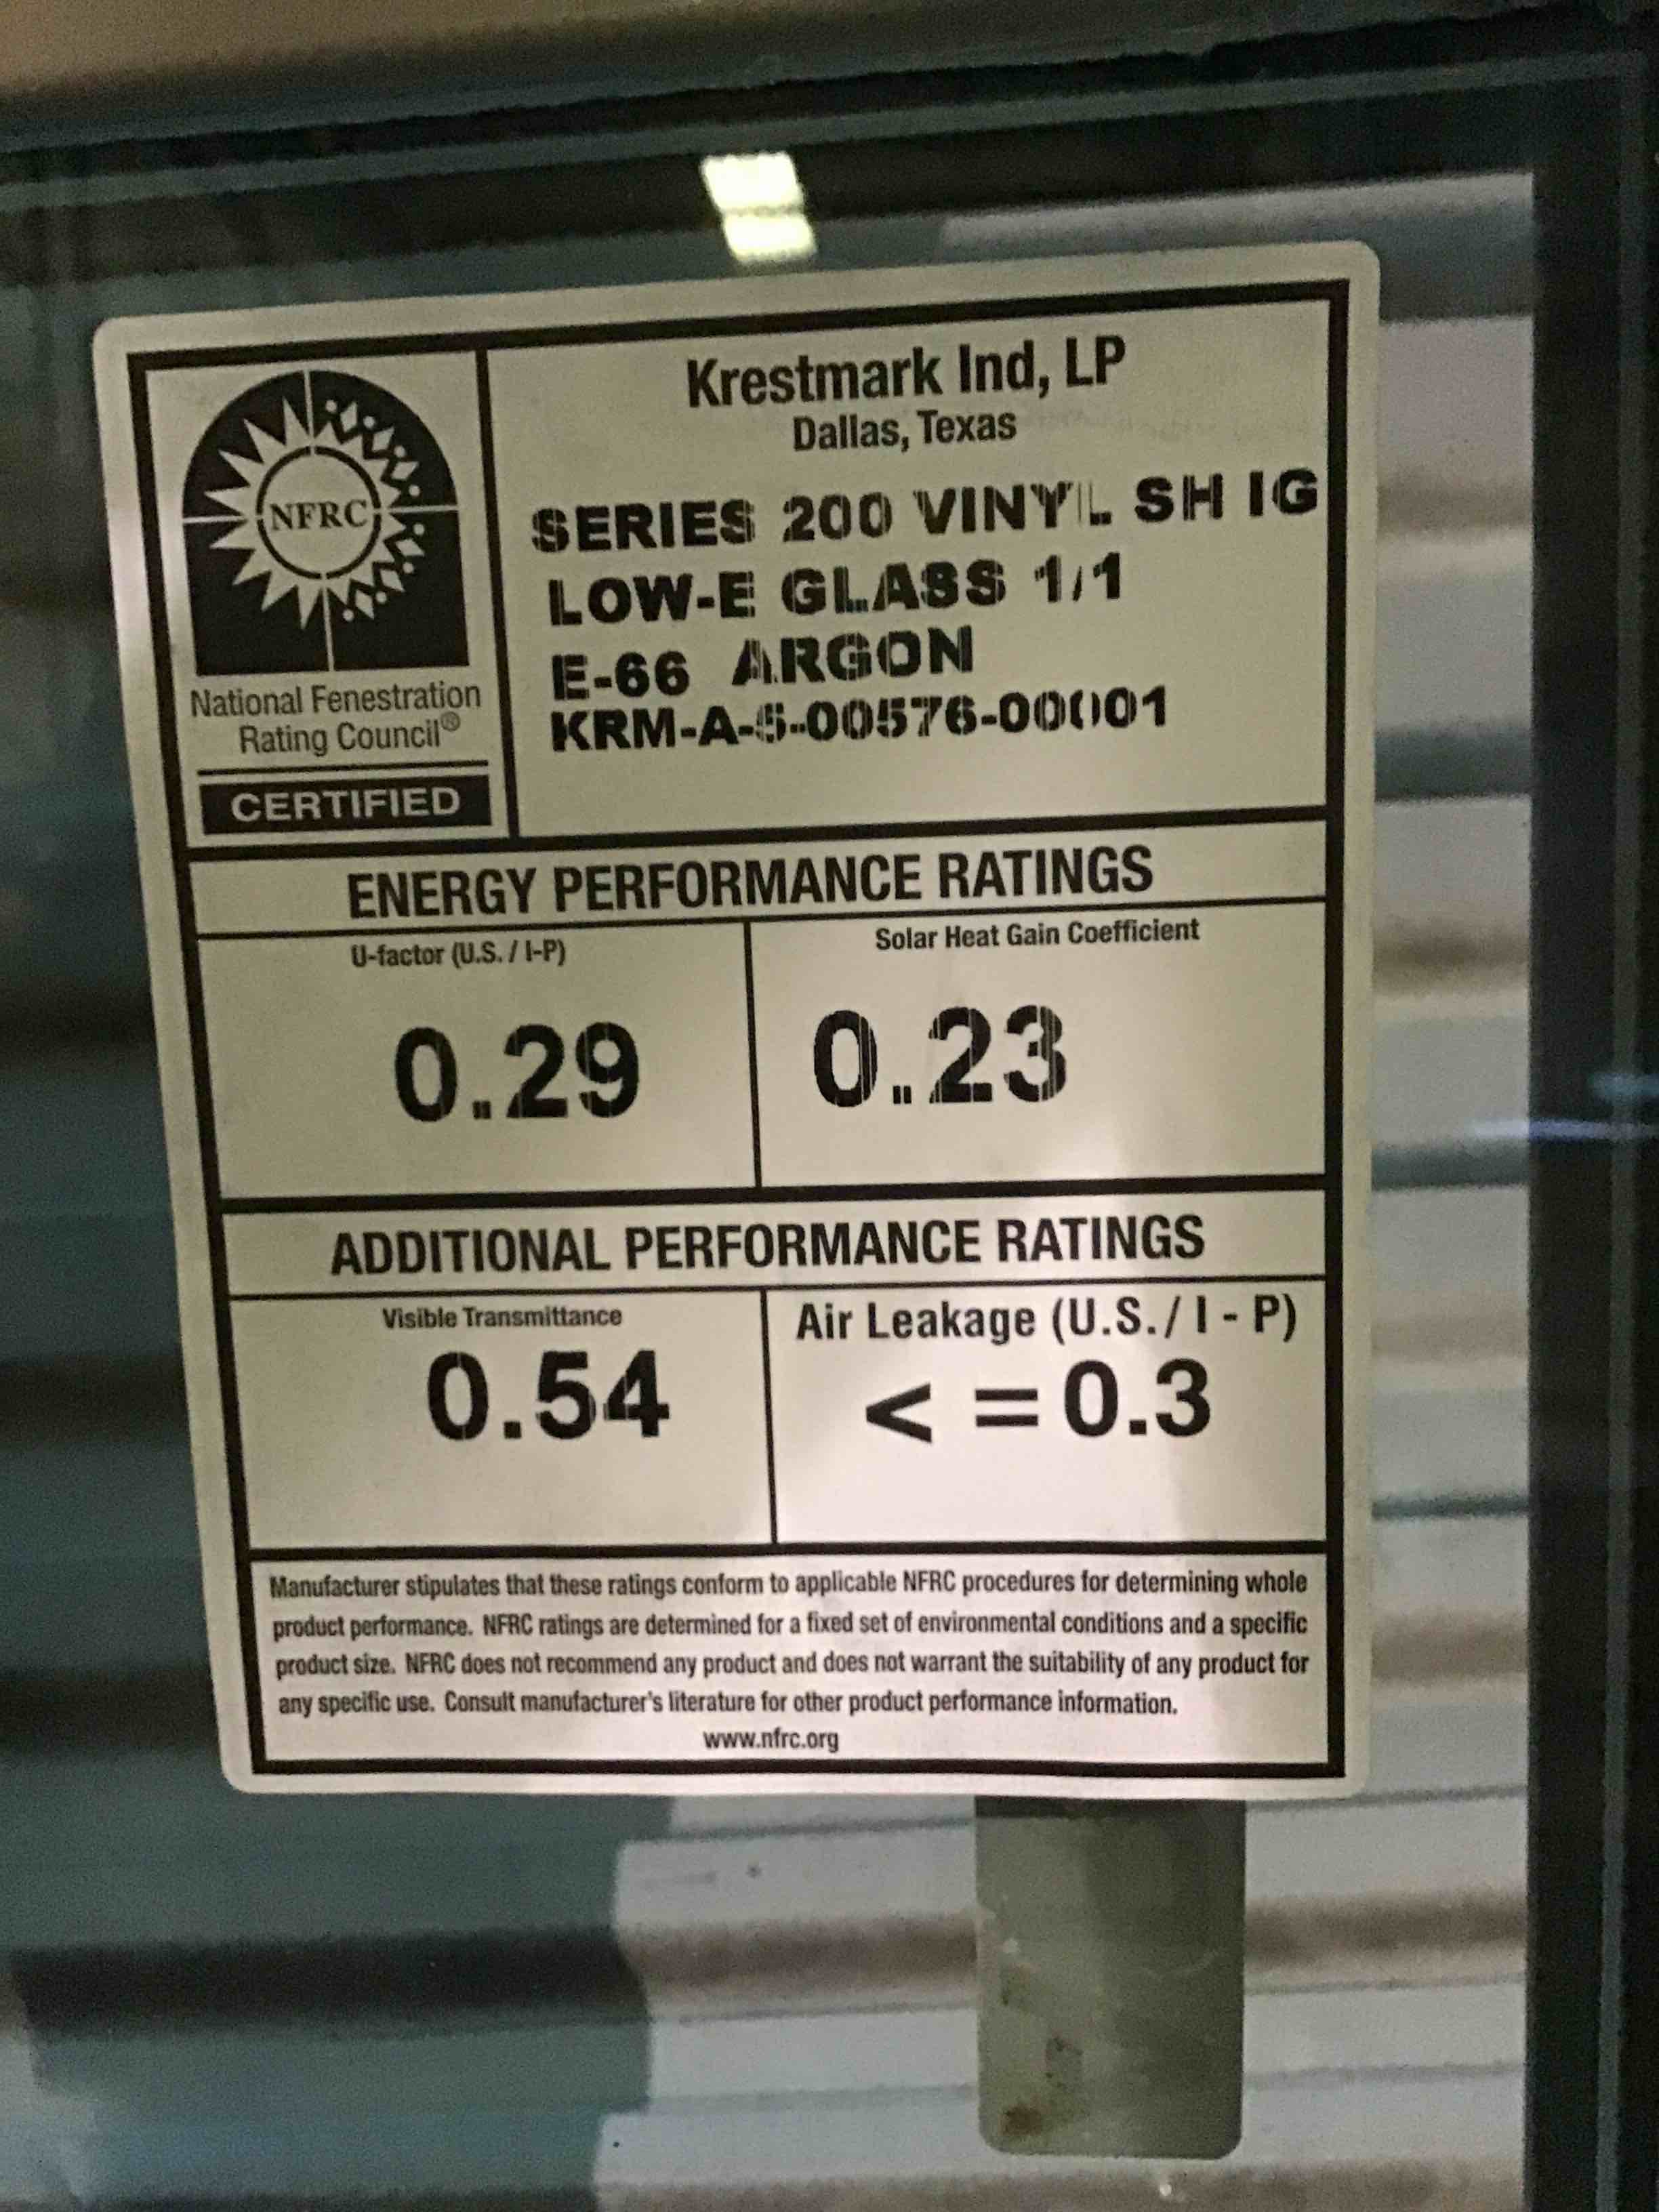 NFRC
National Fenestration
Rating Council®
CERTIFIED
Krestmark Ind, LP
Dallas, Texas
SERIES 200 VINYL SH IG
LOW-E GLASS 1/1
E-66 ARGON
KRM-A-5-00576-00001
ENERGY PERFORMANCE RATINGS
U-factor (U.S. / I-P)
0.29
Solar Heat Gain Coefficient
0.23
ADDITIONAL PERFORMANCE RATINGS
Visible Transmittance
0.54
Air Leakage (U.S./ I - P)
< = 0.3
Manufacturer stipulates that these ratings conform to applicable NFRC procedures for determining whole
product performance. NFRC ratings are determined for a fixed set of environmental conditions and a specific
product size. NFRC does not recommend any product and does not warrant the suitability of any product for
any specific use. Consult manufacturer's literature for other product performance information.
www.nfrc.org